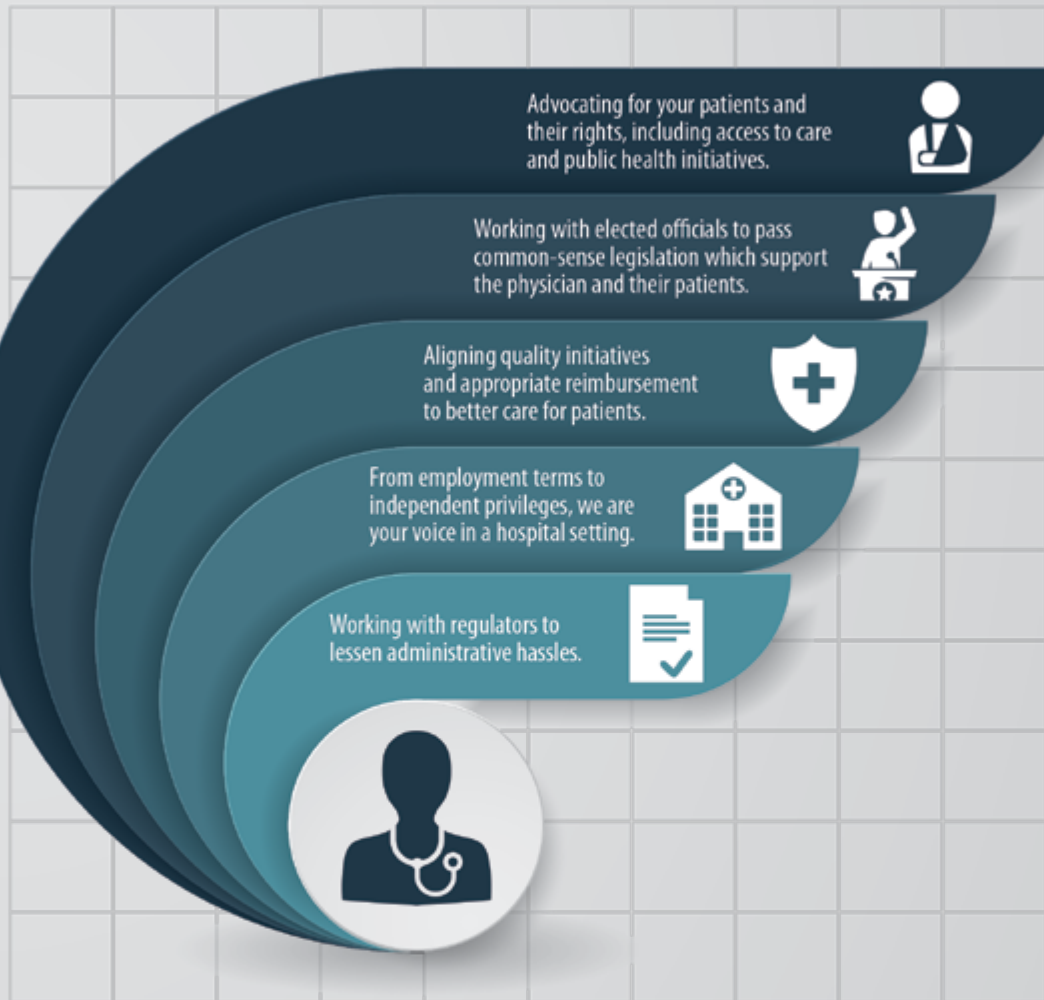 Advocating for your patients and
their rights, including access to care
and public health initiatives.
Working with elected officials to pass
common-sense legislation which support
the physician and their patients.
Aligning quality initiatives
and appropriate reimbursement
to better care for patients.
From employment terms to
independent privileges, we are
your voice in a hospital setting.
Working with regulators to
lessen administrative hassles.